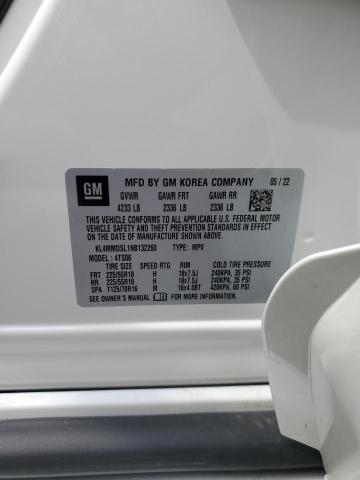 GM
MFD BY GM KOREA COMPANY 05/22
GVWR GAWR FRT GAWR RR
4233 LB 2336 LB 2336 LB
THIS VEHICLE CONFORMS TO ALL APPLICABLE U.S. FEDERAL MOTOR
VEHICLE SAFETY AND THEFT PREVENTION STANDARDS IN EFFECT
ON THE DATE OF MANUFACTURE SHOWN ABOVE.
KL4MMDSL1NB132260 TYPE: MPV
MODEL: 4TS06
SPEED RTG RIM COLD TIRE PRESSURE
FRT 225/55R18 H 18x7.5J 240KPA, 35 PSI
RR 225/55R18 H 18x7.5J 240KPA, 35 PSI
SPA T125/70R16 M 16x4.0BT 420KPA, 60 PSI
SEE OWNER'S MANUAL FOR ADDITIONAL INFORMATION